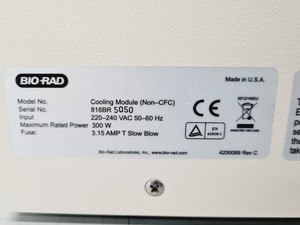 BIO-RAD
Made in U.S.A.
Model No. Cooling Module (Non-CFC)
Serial No. 816BR 5050
Input: 220-240 VAC 50-60 Hz
Maximum Rated Power 300 W
Fuse: 3.15 AMP T Slow Blow
CE
EN
Bio-Rad Laboratories, Inc., www.bio-rad.com
4200089 Rev C